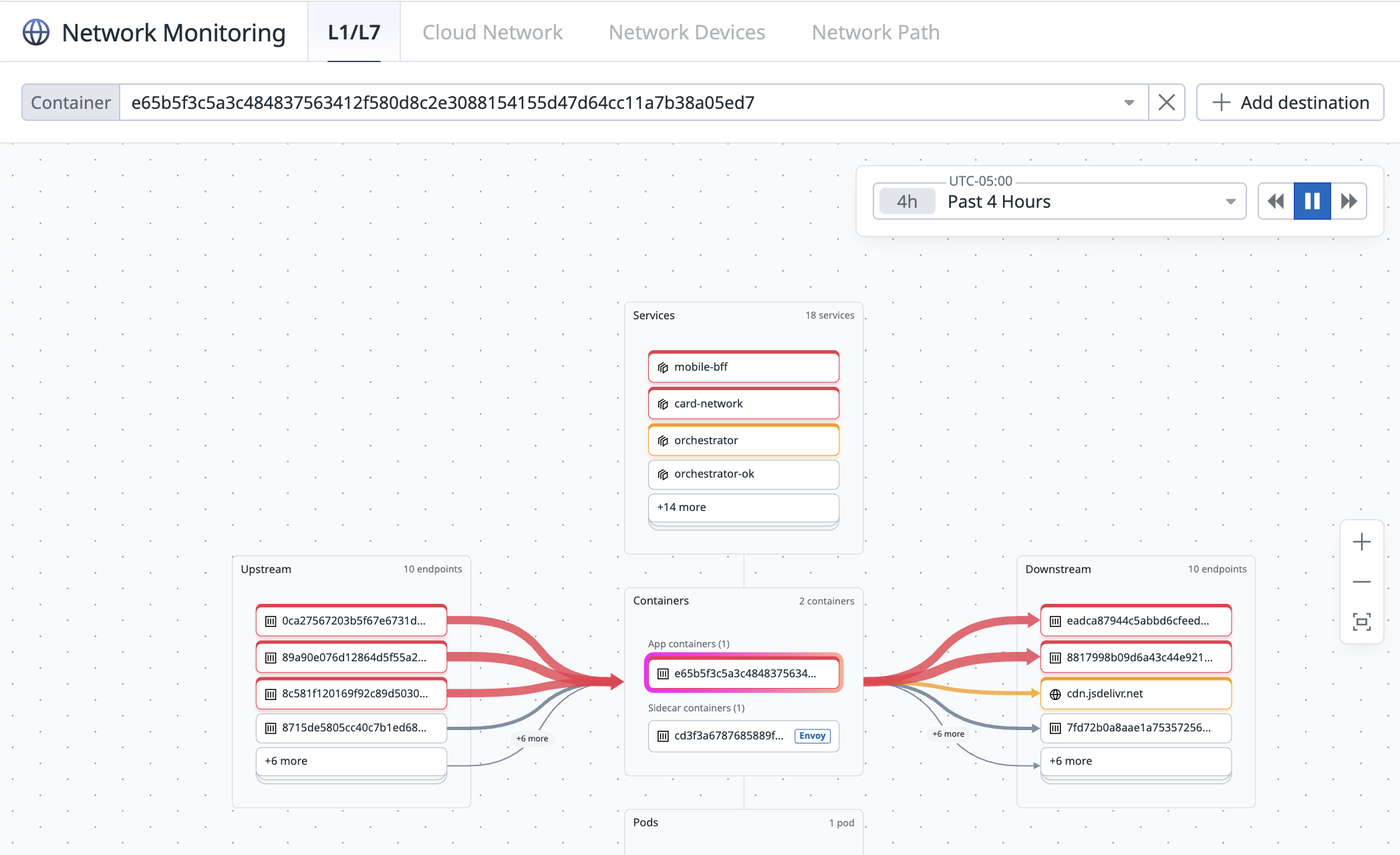 Network Monitoring
L1/L7
Cloud Network
Network Devices
Network Path
Container
e65b5f3c5a3c484837563412f580d8c2e3088154155d47d64cc11a7b38a05ed7
Add destination
UTC-05:00
4h
Past 4 Hours
Services
18 services
mobile-bff
card-network
orchestrator
orchestrator-ok
+14 more
Upstream
10 endpoints
0ca27567203b5f67e6731d...
89a90e076d12864d5f55a2...
8c581f120169f92c89d5030...
8715de5805cc40c7b1ed68...
+6 more
+6 more
Containers
2 containers
App containers (1)
e65b5f3c5a3c4848375634...
Sidecar containers (1)
cd3f3a6787685889f...
Envoy
Downstream
10 endpoints
eadca87944c5abbd6cfeed...
8817998b09d6a43c44e921...
cdn.jsdelivr.net
7fd72b0a8aae1a75357256...
+6 more
+6 more
Pods
1 pod